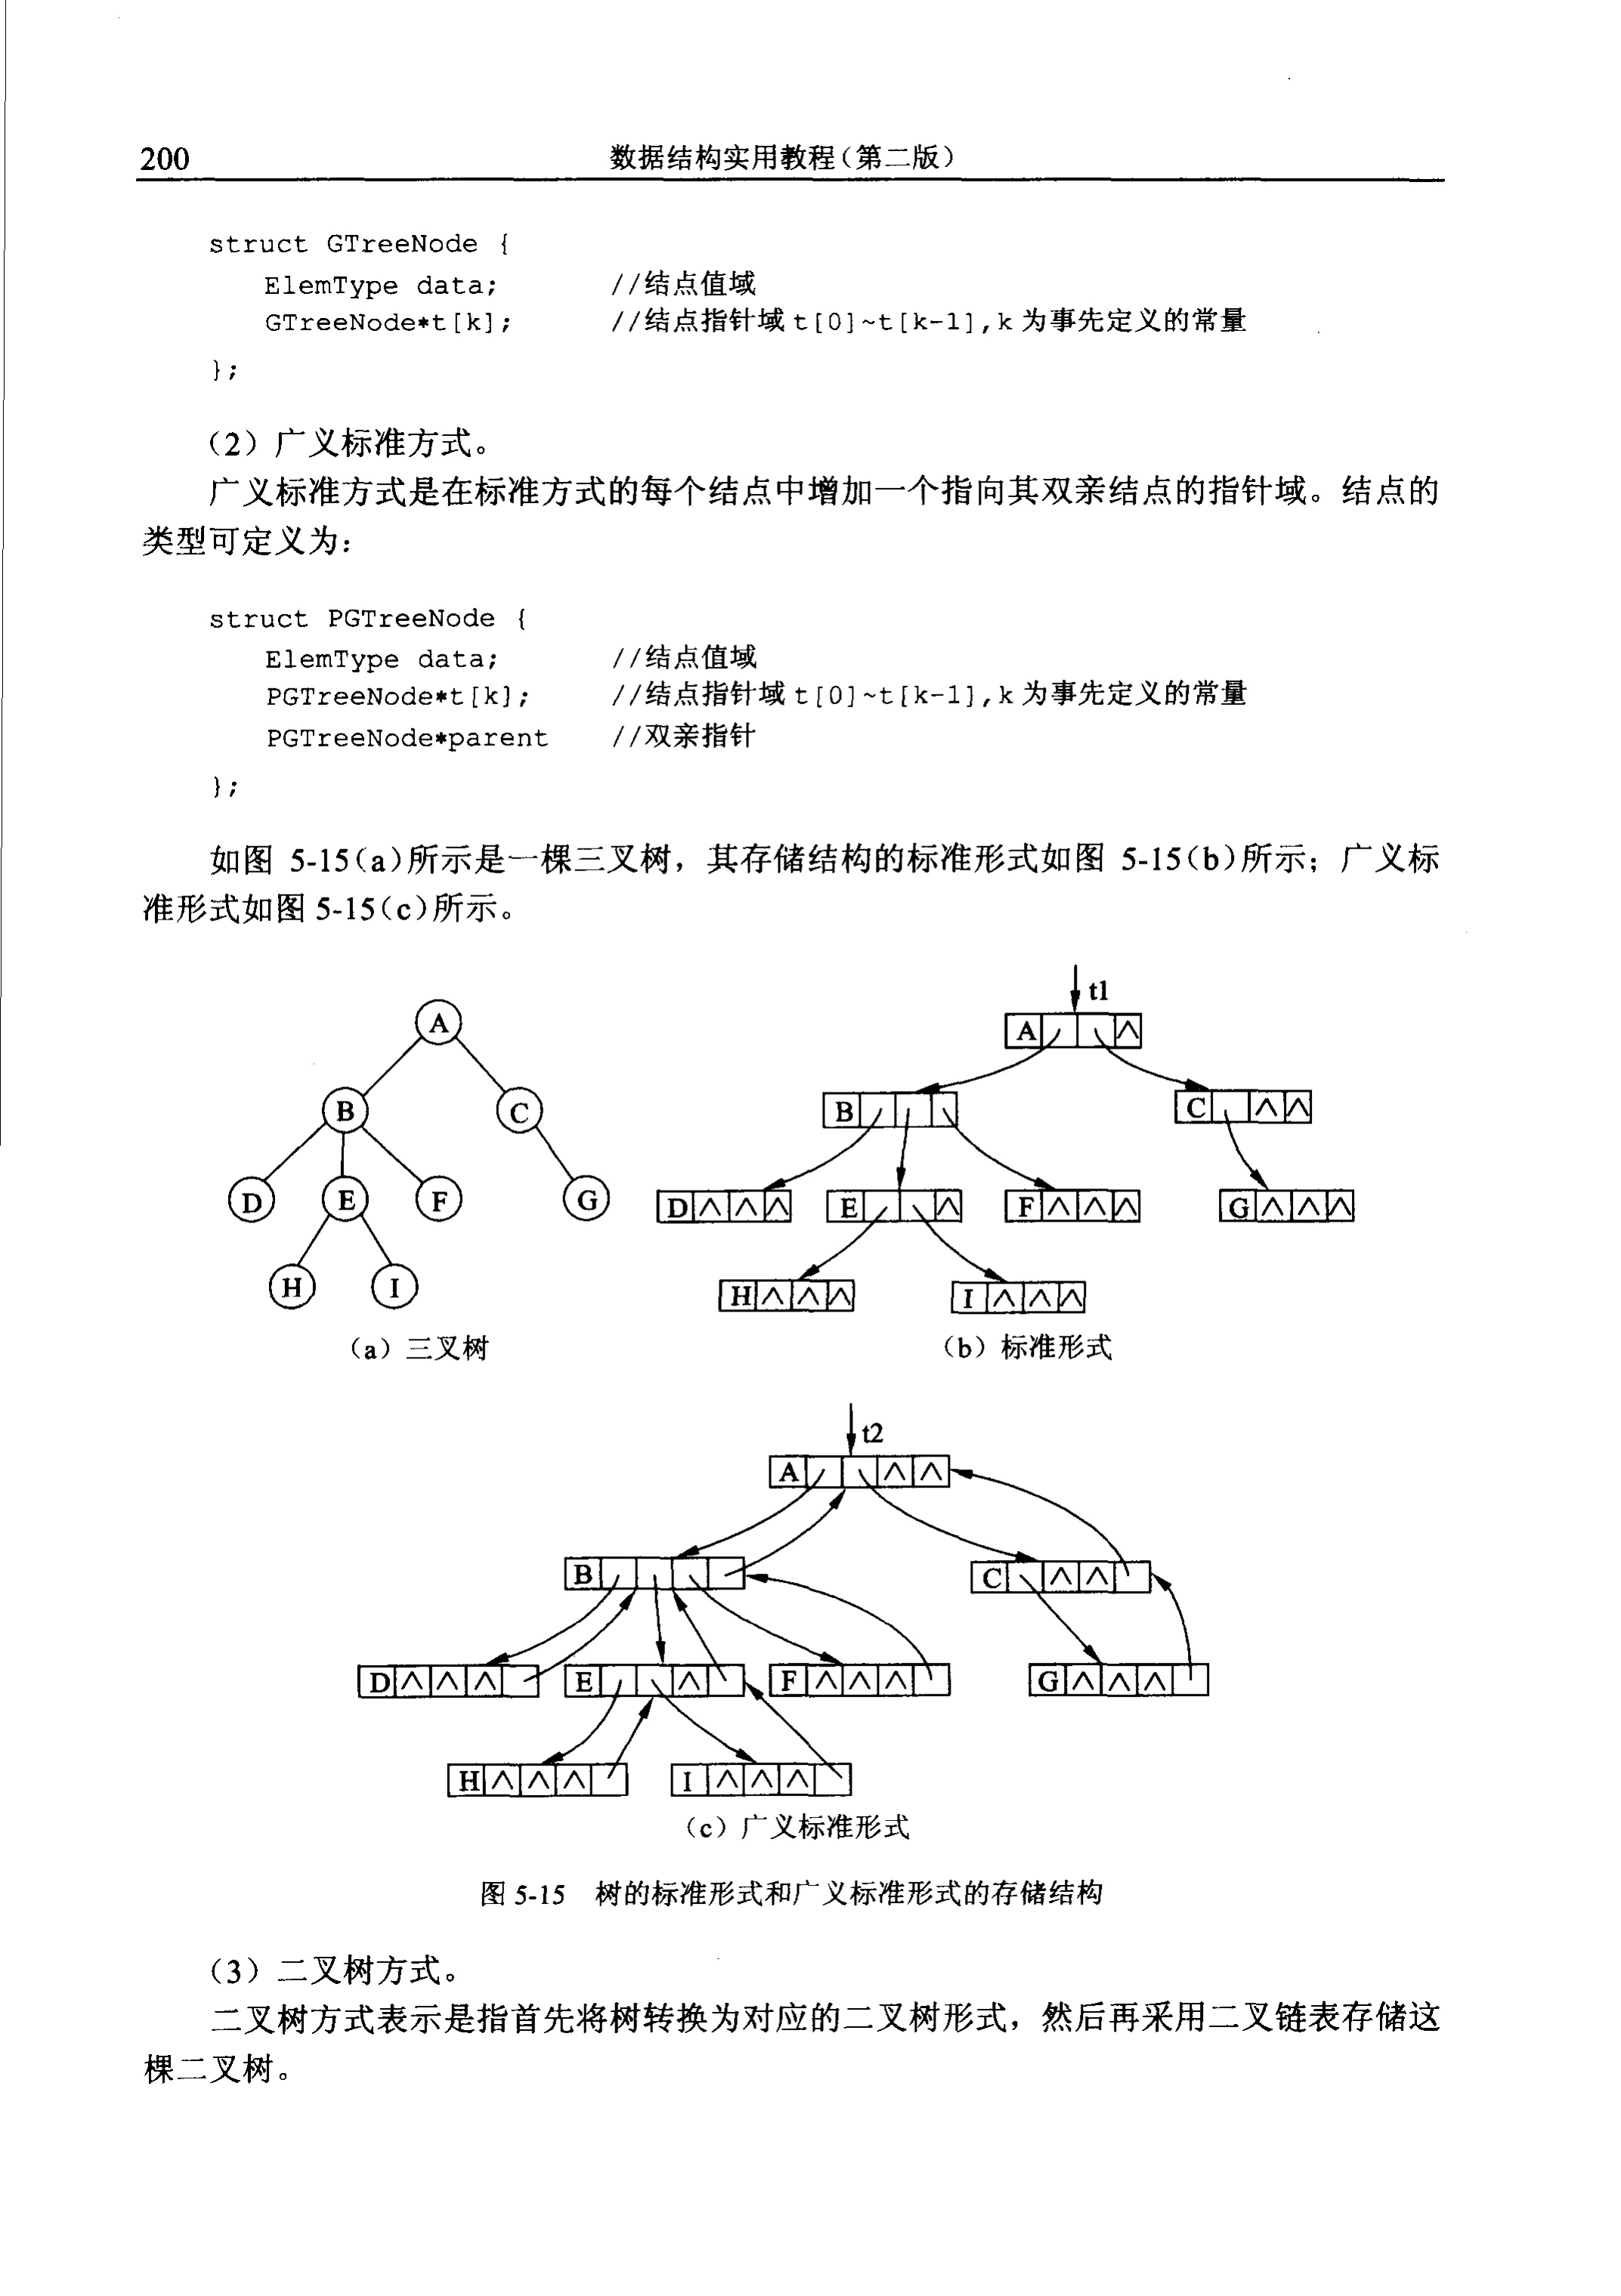 200 数据结构实用教程(第二版)
struct GTreeNode {
ElemType data; //结点值域
GTreeNode*t[k]; //结点指针域 t[0]~t[k-1],k 为事先定义的常量
};
(2) 广义标准方式。
广义标准方式是在标准方式的每个结点中增加一个指向其双亲结点的指针域。结点的
类型可定义为:
struct PGTreeNode {
ElemType data; //结点值域
PGTreeNode*t[k]; //结点指针域 t[0]~t[k-1],k 为事先定义的常量
PGTreeNode*parent //双亲指针
};
如图 5-15(a)所示是一棵三叉树,其存储结构的标准形式如图 5-15(b)所示;广义标
准形式如图 5-15(c)所示。
A
B C
D E F G
H I
(a) 三叉树
t1
A ∧
B C ∧ ∧
D ∧ ∧ ∧ E ∧ F ∧ ∧ ∧ G ∧ ∧ ∧
H ∧ ∧ ∧ I ∧ ∧ ∧
(b) 标准形式
t2
A ∧ ∧
B C ∧ ∧
D ∧ ∧ ∧ E ∧ F ∧ ∧ ∧ G ∧ ∧ ∧
H ∧ ∧ ∧ I ∧ ∧ ∧
(c) 广义标准形式
图 5-15 树的标准形式和广义标准形式的存储结构
(3) 二叉树方式。
二叉树方式表示是指首先将树转换为对应的二叉树形式,然后再采用二叉链表存储这
棵二叉树。